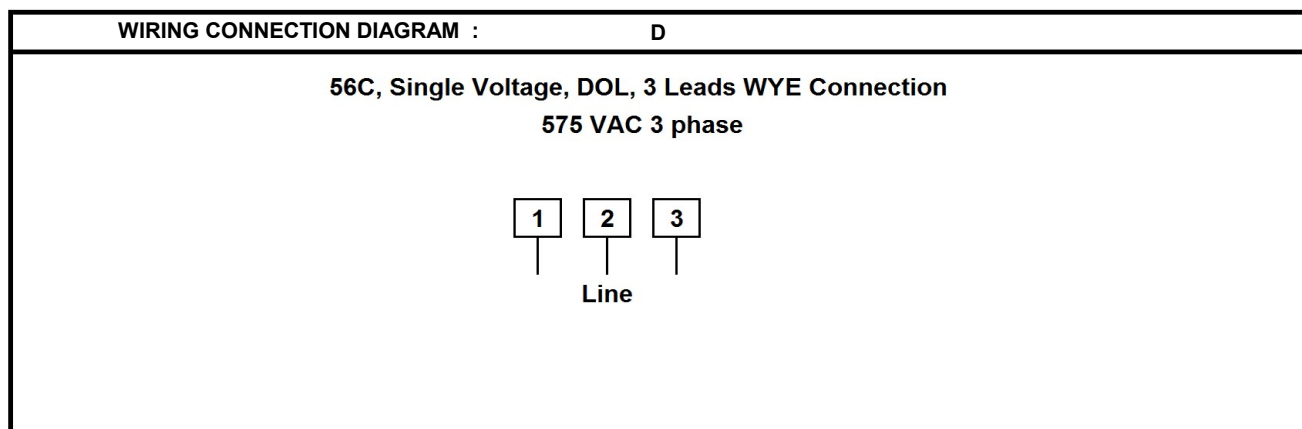 WIRING CONNECTION DIAGRAM : D
56C, Single Voltage, DOL, 3 Leads WYE Connection
575 VAC 3 phase
1 2 3
Line